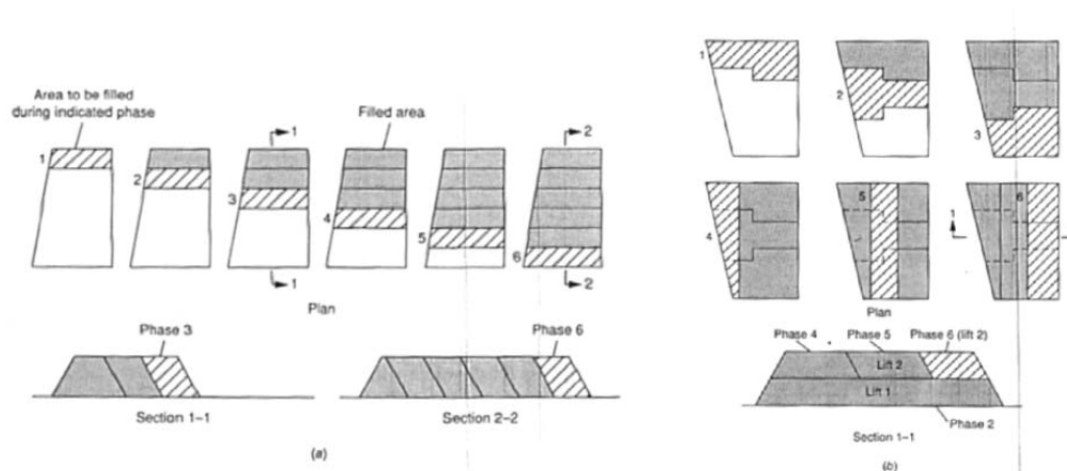 Area to be filled
during indicated phase
Filled area
1
2
3
4
5
6
1
1
2
2
Plan
Phase 3
Phase 6
Section 1–1
Section 2–2
(a)
1
2
3
4
5
6
1
Plan
Phase 4
Phase 5
Phase 6 (lift 2)
Lift 2
Lift 1
Phase 2
Section 1–1
(b)